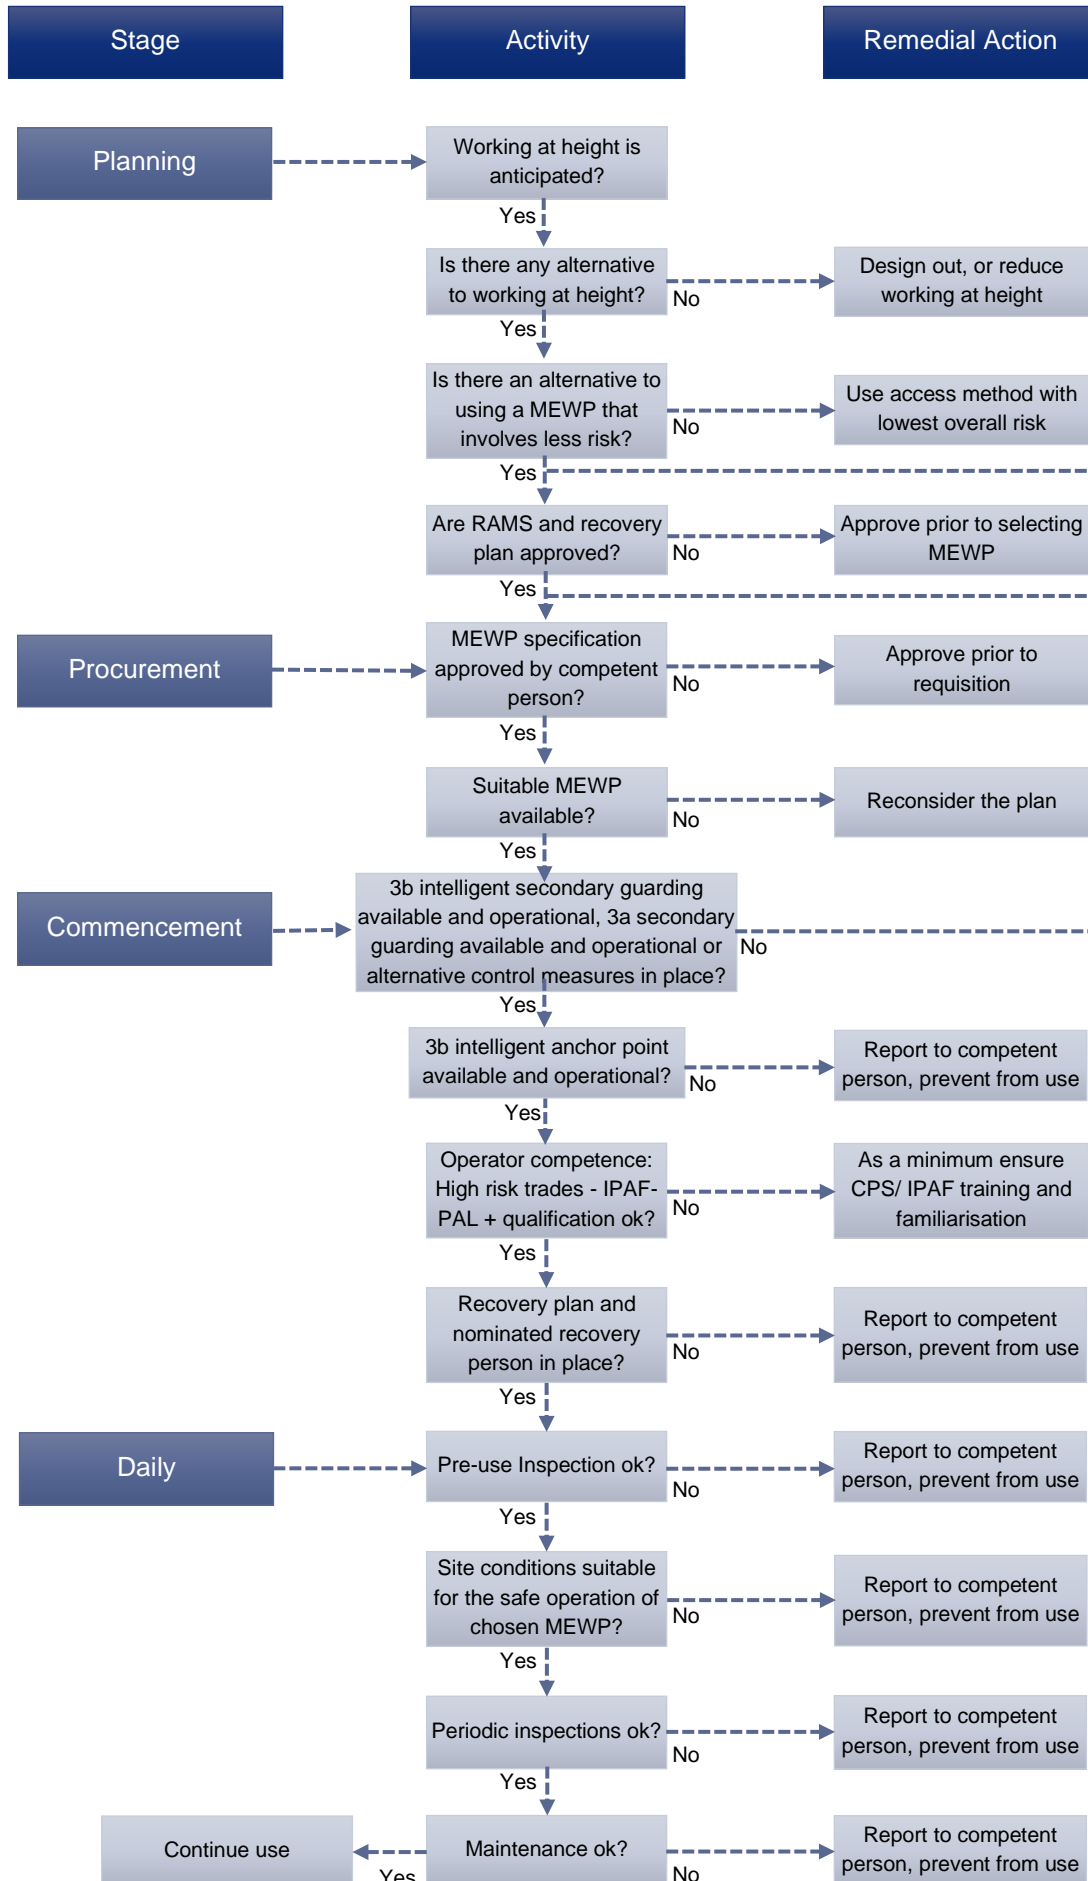 Stage
Activity
Remedial Action
Planning
Working at height is
anticipated?
Yes
Is there any alternative
to working at height?
No
Design out, or reduce
working at height
Yes
Is there an alternative to
using a MEWP that
involves less risk?
No
Use access method with
lowest overall risk
Yes
Are RAMS and recovery
plan approved?
No
Approve prior to selecting
MEWP
Yes
Procurement
MEWP specification
approved by competent
person?
No
Approve prior to
requisition
Yes
Suitable MEWP
available?
No
Reconsider the plan
Yes
Commencement
3b intelligent secondary guarding
available and operational, 3a secondary
guarding available and operational or
alternative control measures in place?
No
Yes
3b intelligent anchor point
available and operational?
No
Report to competent
person, prevent from use
Yes
Operator competence:
High risk trades - IPAF-
PAL + qualification ok?
No
As a minimum ensure
CPS/ IPAF training and
familiarisation
Yes
Recovery plan and
nominated recovery
person in place?
No
Report to competent
person, prevent from use
Yes
Daily
Pre-use Inspection ok?
No
Report to competent
person, prevent from use
Yes
Site conditions suitable
for the safe operation of
chosen MEWP?
No
Report to competent
person, prevent from use
Yes
Periodic inspections ok?
No
Report to competent
person, prevent from use
Yes
Continue use
Yes
Maintenance ok?
No
Report to competent
person, prevent from use